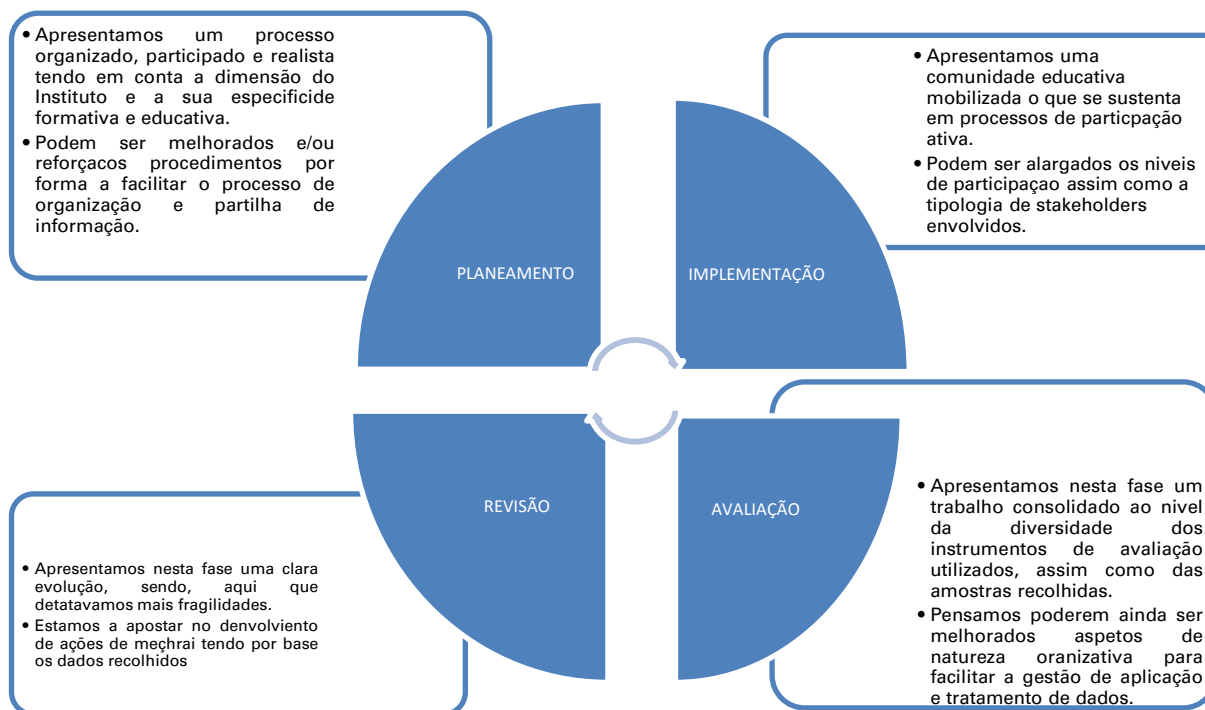 • Apresentamos um processo
organizado, participado e realista
tendo em conta a dimensão do
Instituto e a sua especificide
formativa e educativa.
• Podem ser melhorados e/ou
reforçacos procedimentos por
forma a facilitar o processo de
organização e partilha de
informação.
• Apresentamos uma
comunidade educativa
mobilizada o que se sustenta
em processos de particpação
ativa.
• Podem ser alargados os niveis
de participaçao assim como a
tipologia de stakeholders
envolvidos.
PLANEAMENTO
IMPLEMENTAÇÃO
REVISÃO
AVALIAÇÃO
• Apresentamos nesta fase uma clara
evolução, sendo, aqui que
detatavamos mais fragilidades.
• Estamos a apostar no denvolviento
de ações de meçhrai tendo por base
os dados recolhidos
• Apresentamos nesta fase um
trabalho consolidado ao nivel
da diversidade dos
instrumentos de avaliação
utilizados, assim como das
amostras recolhidas.
• Pensamos poderem ainda ser
melhorados aspetos de
natureza oranizativa para
facilitar a gestão de aplicação
e tratamento de dados.